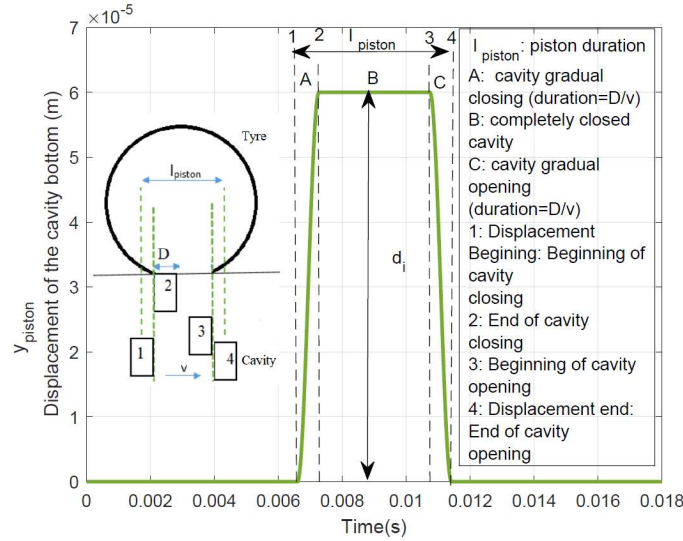 7 ×10⁻⁵
6
5
4
3
2
1
0
y piston
Displacement of the cavity bottom (m)
0 0.002 0.004 0.006 0.008 0.01 0.012 0.014 0.016 0.018
Time(s)
1 2 3 4
I piston
A B C
d i
Tyre
I piston
D
2
3
1
4
Cavity
v
I piston : piston duration
A: cavity gradual
closing (duration=D/v)
B: completely closed
cavity
C: cavity gradual
opening
(duration=D/v)
1: Displacement
Begining: Beginning of
cavity
closing
2: End of cavity
closing
3: Beginning of cavity
opening
4: Displacement end:
End of cavity
opening